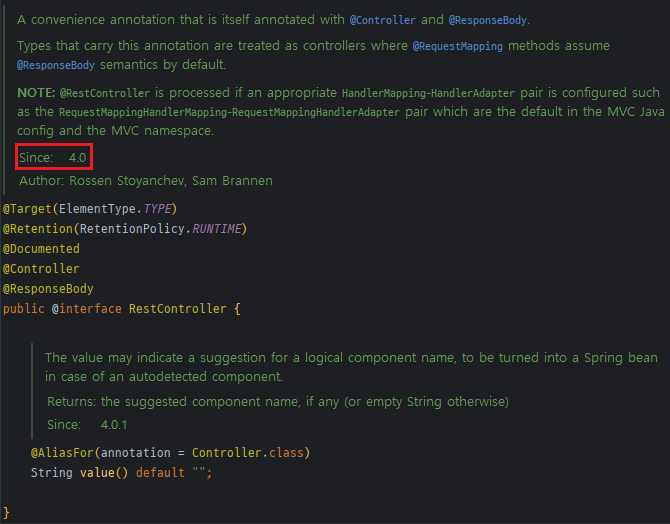 A convenience annotation that is itself annotated with @Controller and @ResponseBody.
Types that carry this annotation are treated as controllers where @RequestMapping methods assume
@ResponseBody semantics by default.
NOTE: @RestController is processed if an appropriate HandlerMapping-HandlerAdapter pair is configured such
as the RequestMappingHandlerMapping-RequestMappingHandlerAdapter pair which are the default in the MVC Java
config and the MVC namespace.
Since: 4.0
Author: Rossen Stoyanchev, Sam Brannen
@Target(ElementType.TYPE)
@Retention(RetentionPolicy.RUNTIME)
@Documented
@Controller
@ResponseBody
public @interface RestController {
The value may indicate a suggestion for a logical component name, to be turned into a Spring bean
in case of an autodetected component.
Returns: the suggested component name, if any (or empty String otherwise)
Since: 4.0.1
@AliasFor(annotation = Controller.class)
String value() default "";
}